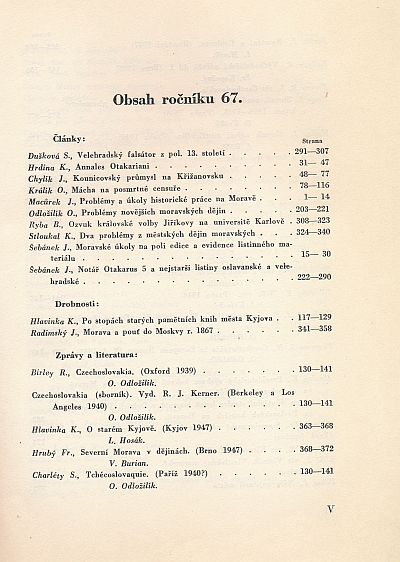 Obsah ročníku 67.
Články: Strana
Dušková S., Velehradský falsátor z pol. 13. století . . . . . 291—307
Hrdina K., Annales Otakariani . . . . . . . . . 31— 47
Chylík J., Kounicovský průmysl na Křižanovsku . . . . . 48— 77
Králík O., Mácha na posmrtné censuře . . . . . . . 78—116
Macůrek J., Problémy a úkoly historické práce na Moravě . . . 1— 14
Odložilík O., Problémy novějších moravských dějin . . . . . 203—221
Ryba B., Ozvuk královské volby Jiříkovy na universitě Karlově . 308—323
Stloukal K., Dva problémy z městských dějin moravských . . . . 324—340
Šebánek J., Moravské úkoly na poli edice a evidence listinného ma-
teriálu . . . . . . . . . . . . . . 15— 30
Šebánek J., Notář Otakarus 5 a nejstarší listiny oslavanské a vele-
hradské . . . . . . . . . . . . . 222—290
Drobnosti:
Hlavinka K., Po stopách starých pamětních knih města Kyjova . . 117—129
Radimský J., Morava a pouť do Moskvy r. 1867 . . . . . . 341—358
Zprávy a literatura:
Birley R., Czechoslovakia. (Oxford 1939) . . . . . . . 130—141
O. Odložilík.
Czechoslovakia (sborník). Vyd. R. J. Kerner. (Berkeley a Los
Angeles 1940) . . . . . . . . . . . . 130—141
O. Odložilík.
Hlavinka K., O starém Kyjově. (Kyjov 1947) . . . . . . 363—368
L. Hosák.
Hrubý Fr., Severní Morava v dějinách. (Brno 1947) . . . . 368—372
V. Burian.
Charléty S., Tchécoslovaquie. (Paříž 1940?) . . . . . . 130—141
O. Odložilík.
V